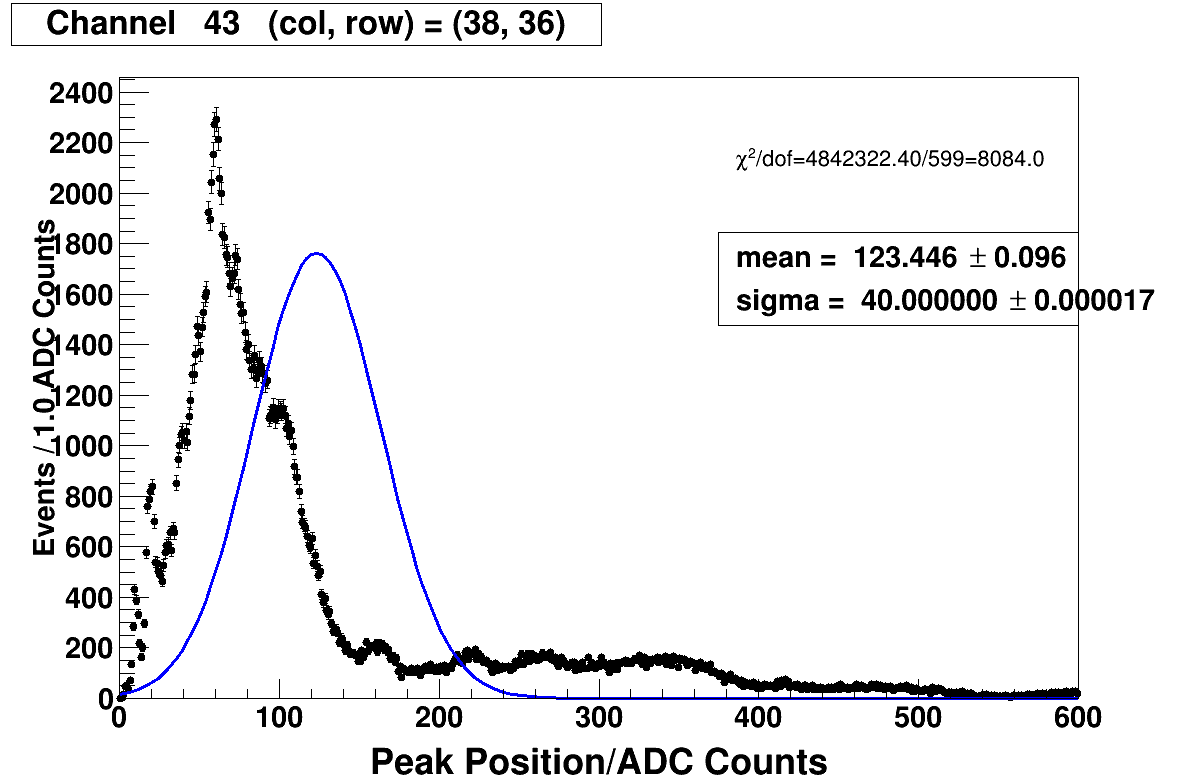 Channel 43 (col, row) = (38, 36)
2400
2200
2000
1800
1600
1400
1200
1000
800
600
400
200
0
Events / 1.0 ADC Counts
χ²/dof=4842322.40/599=8084.0
mean = 123.446 ± 0.096
sigma = 40.000000 ± 0.000017
0 100 200 300 400 500 600
Peak Position/ADC Counts